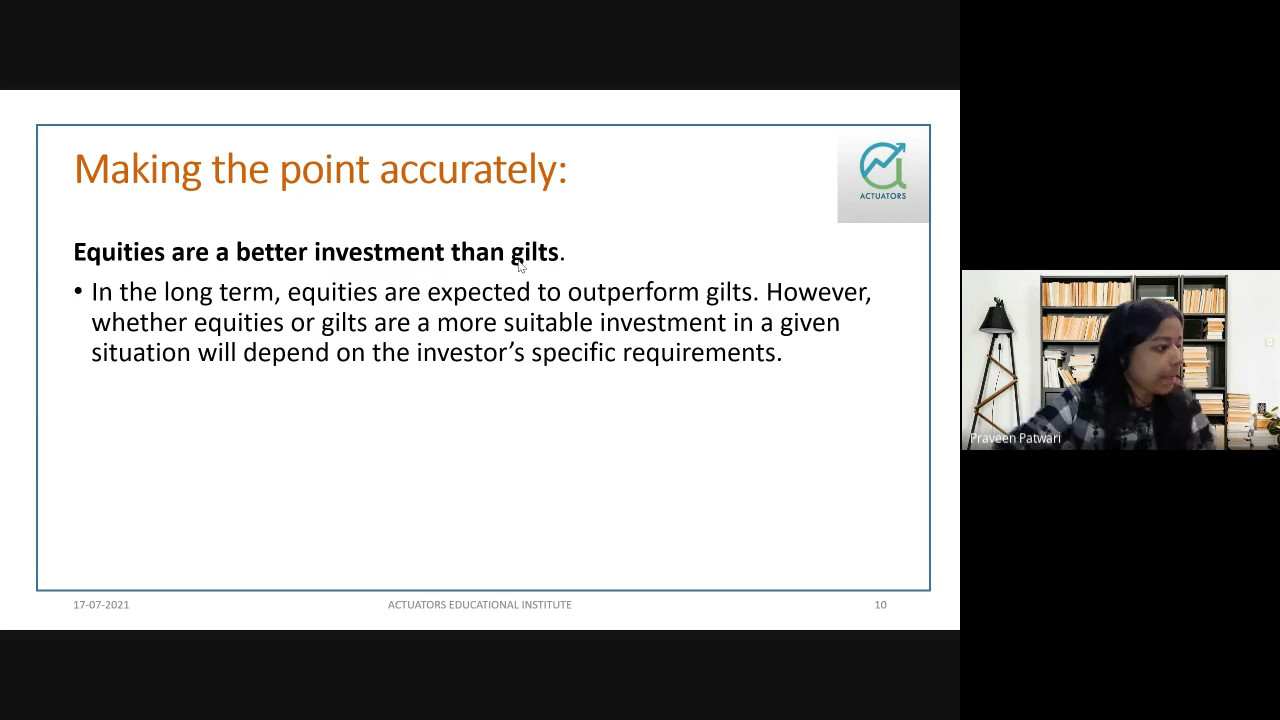 Making the point accurately:
ACTUATORS
Equities are a better investment than gilts.
• In the long term, equities are expected to outperform gilts. However,
whether equities or gilts are a more suitable investment in a given
situation will depend on the investor’s specific requirements.
Praveen Patwari
17-07-2021
ACTUATORS EDUCATIONAL INSTITUTE
10